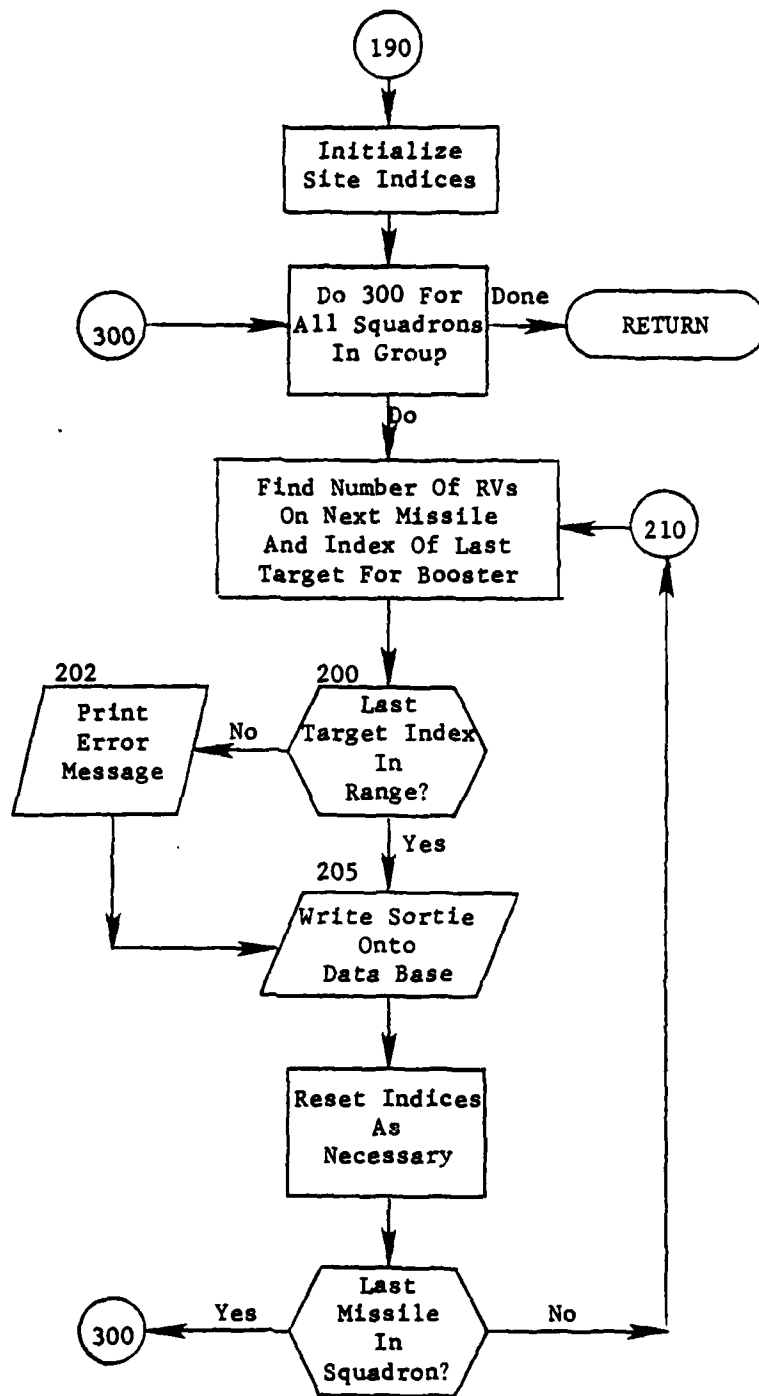 190
Initialize
Site Indices
300
Do 300 For
All Squadrons
In Group
Done
RETURN
Do
Find Number Of RVs
On Next Missile
And Index Of Last
Target For Booster
210
202
Print
Error
Message
No
200
Last
Target Index
In
Range?
Yes
205
Write Sortie
Onto
Data Base
Reset Indices
As
Necessary
300
Yes
Last
Missile
In
Squadron?
No